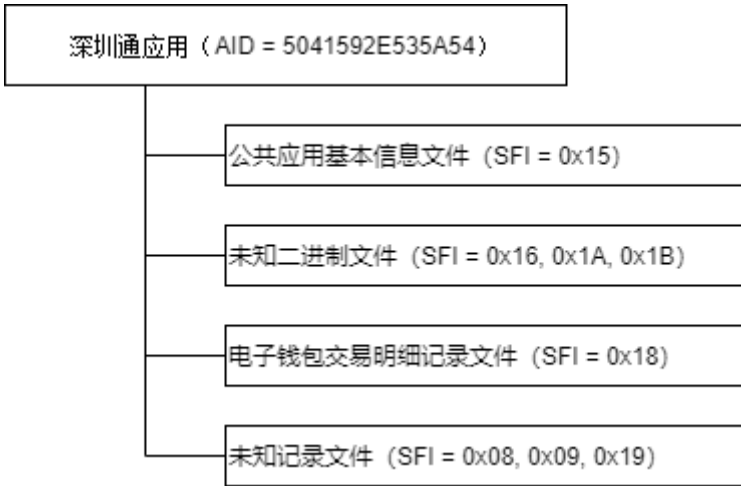 深圳通应用（AID = 5041592E535A54）
公共应用基本信息文件（SFI = 0x15）
未知二进制文件（SFI = 0x16, 0x1A, 0x1B）
电子钱包交易明细记录文件（SFI = 0x18）
未知记录文件（SFI = 0x08, 0x09, 0x19）